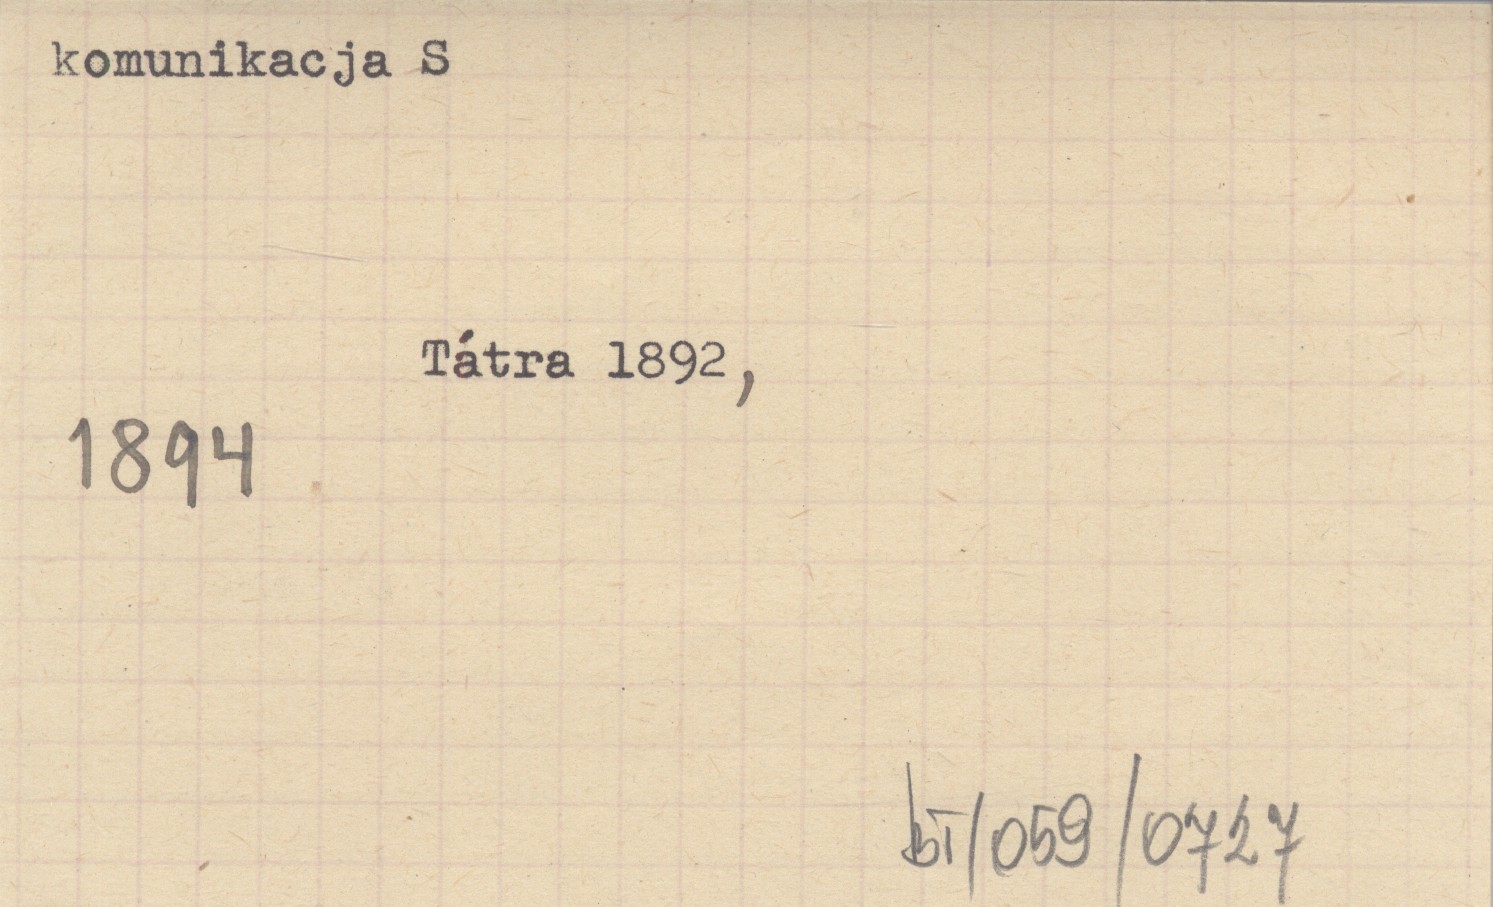 komunikacja S
Tátra 1892,
1894
bT/059/0727